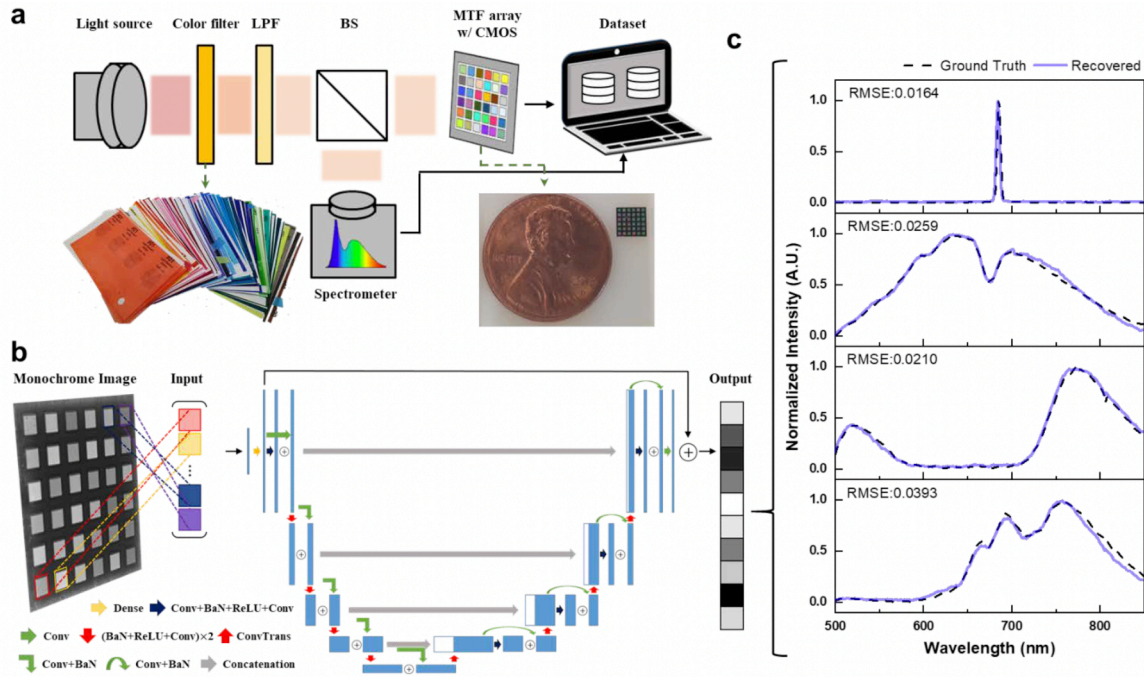 a
Light source
Color filter
LPF
BS
MTF array
w/ CMOS
Dataset
Spectrometer
b
Monochrome Image
Input
Output
Dense
Conv+BaN+ReLU+Conv
Conv
(BaN+ReLU+Conv)×2
ConvTrans
Conv+BaN
Conv+BaN
Concatenation
c
Ground Truth
Recovered
RMSE:0.0164
1.0
0.5
0.0
RMSE:0.0259
1.0
0.5
0.0
RMSE:0.0210
1.0
0.5
0.0
RMSE:0.0393
1.0
0.5
0.0
500
600
700
800
Normalized Intensity (A.U.)
Wavelength (nm)